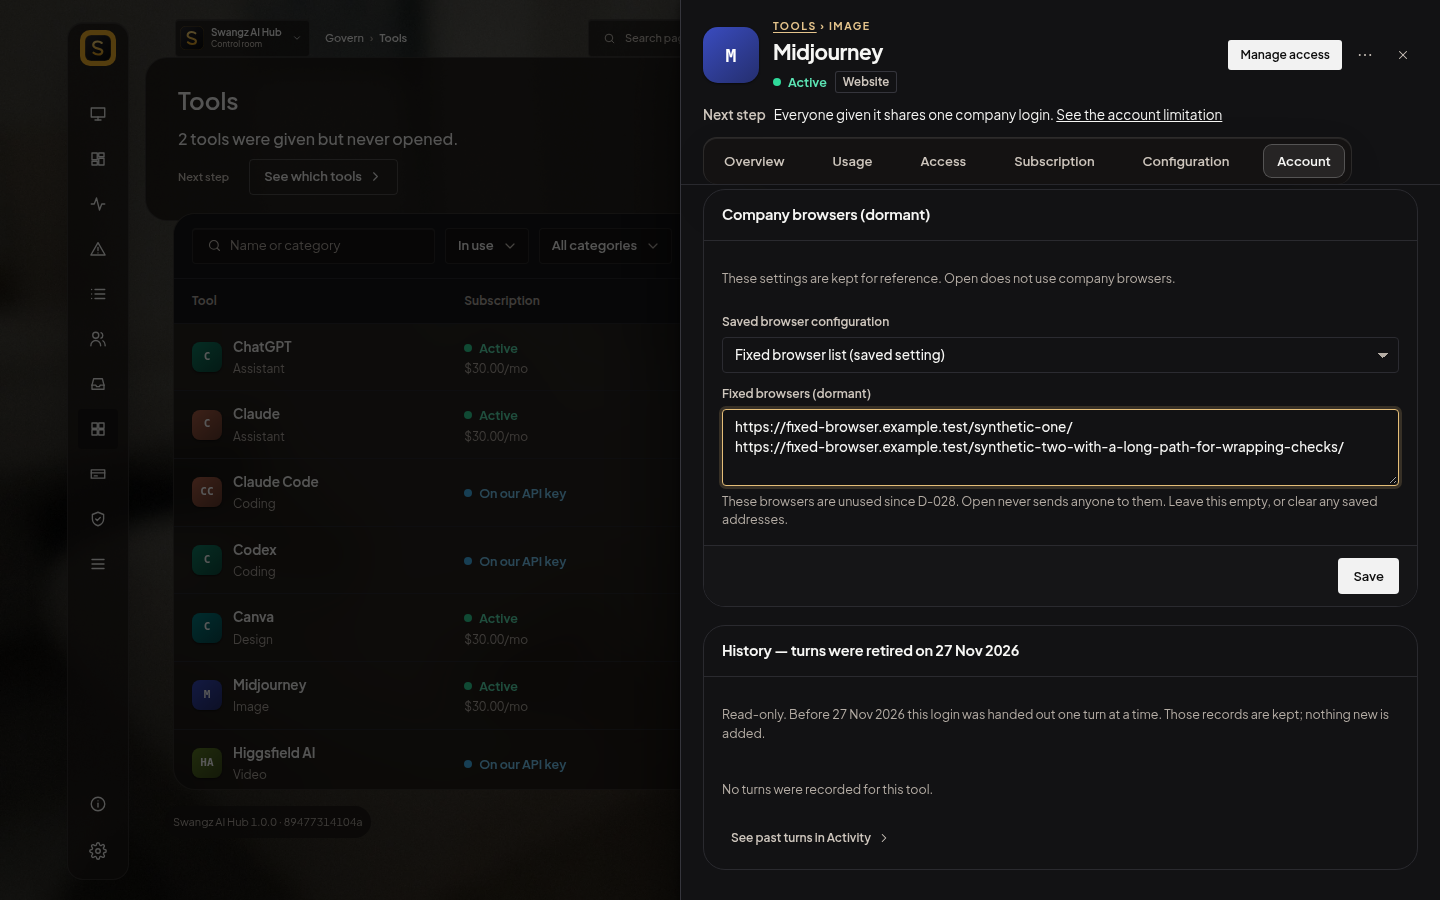 S
S
Swangz AI Hub
Control room
Govern › Tools
Search pa
Tools
2 tools were given but never opened.
Next step
See which tools
Name or category
In use
All categories
Tool
Subscription
C
ChatGPT
Assistant
Active
$30.00/mo
C
Claude
Assistant
Active
$30.00/mo
CC
Claude Code
Coding
On our API key
C
Codex
Coding
On our API key
C
Canva
Design
Active
$30.00/mo
M
Midjourney
Image
Active
$30.00/mo
HA
Higgsfield AI
Video
On our API key
Swangz AI Hub 1.0.0 · 89477314104a
M
TOOLS › IMAGE
Midjourney
Active
Website
Manage access
Next step Everyone given it shares one company login. See the account limitation
Overview
Usage
Access
Subscription
Configuration
Account
Company browsers (dormant)
These settings are kept for reference. Open does not use company browsers.
Saved browser configuration
Fixed browser list (saved setting)
Fixed browsers (dormant)
https://fixed-browser.example.test/synthetic-one/
https://fixed-browser.example.test/synthetic-two-with-a-long-path-for-wrapping-checks/
These browsers are unused since D-028. Open never sends anyone to them. Leave this empty, or clear any saved
addresses.
Save
History — turns were retired on 27 Nov 2026
Read-only. Before 27 Nov 2026 this login was handed out one turn at a time. Those records are kept; nothing new is
added.
No turns were recorded for this tool.
See past turns in Activity